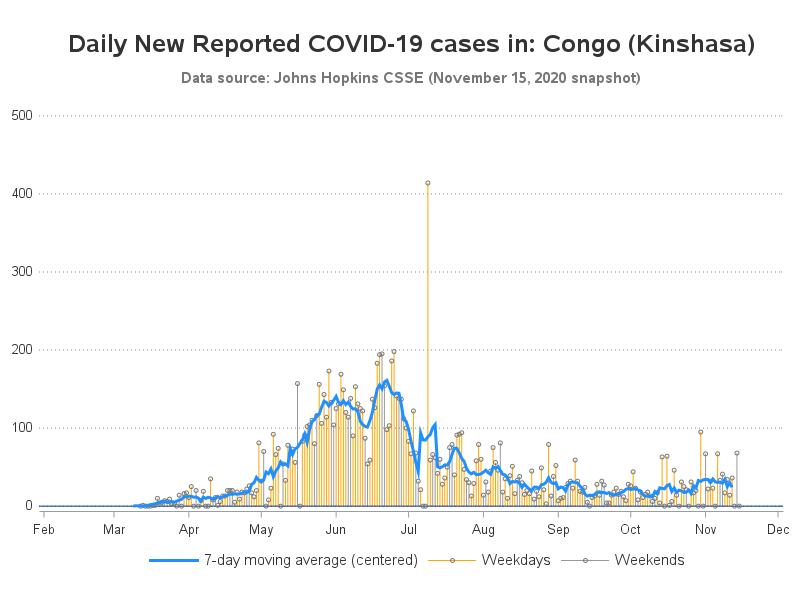 Daily New Reported COVID-19 cases in: Congo (Kinshasa)
Data source: Johns Hopkins CSSE (November 15, 2020 snapshot)
500
400
300
200
100
0
Feb Mar Apr May Jun Jul Aug Sep Oct Nov Dec
7-day moving average (centered) Weekdays Weekends